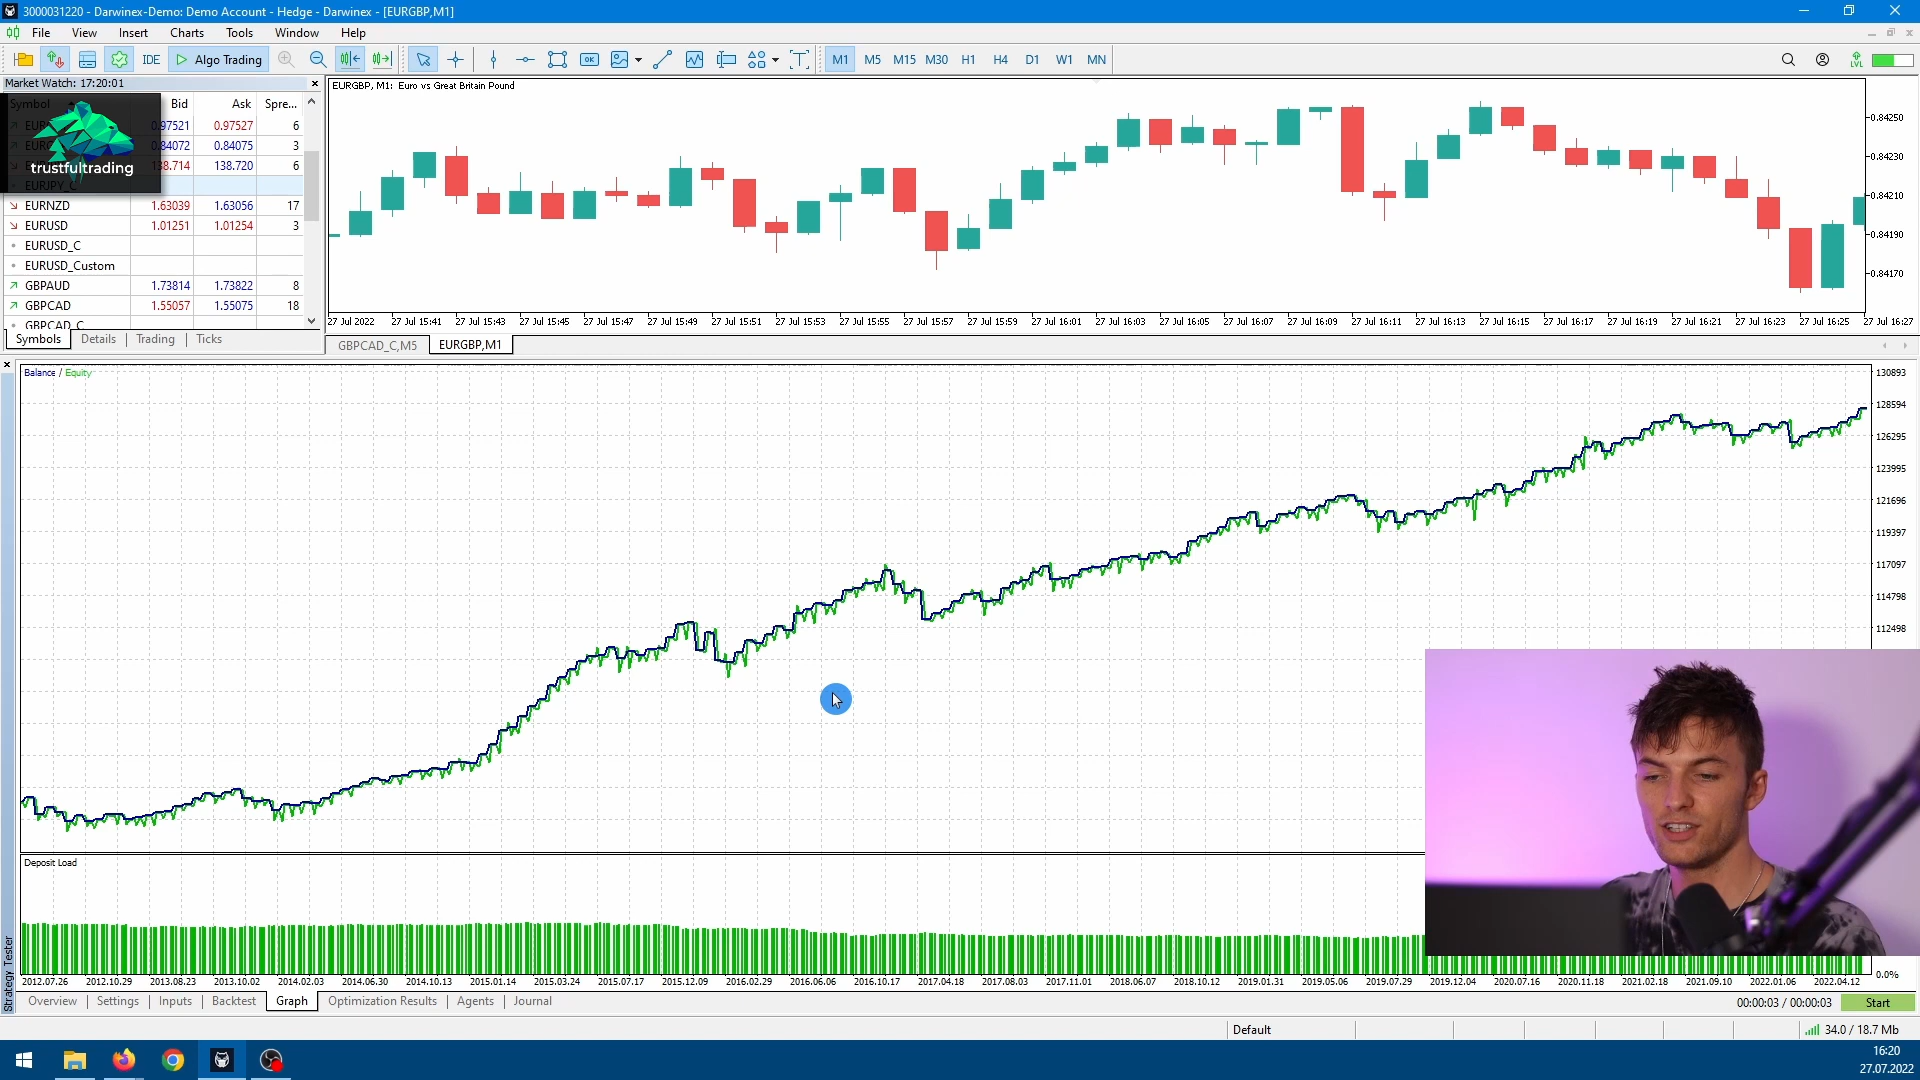 3000031220 - Darwinex-Demo: Demo Account - Hedge - Darwinex - [EURGBP,M1]
File View Insert Charts Tools Window Help
IDE Algo Trading OK M1 M5 M15 M30 H1 H4 D1 W1 MN LVL
Market Watch: 17:20:01
Symbol Bid Ask Spre...
0.97521 0.97527 6
0.84072 0.84075 3
138.714 138.720 6
trustfultrading
EURJPY_C
EURNZD 1.63039 1.63056 17
EURUSD 1.01251 1.01254 3
EURUSD_C
EURUSD_Custom
GBPAUD 1.73814 1.73822 8
GBPCAD 1.55057 1.55075 18
GBPCAD_C
Symbols Details Trading Ticks
EURGBP, M1: Euro vs Great Britain Pound
0.84250
0.84230
0.84210
0.84190
0.84170
27 Jul 2022 27 Jul 15:41 27 Jul 15:43 27 Jul 15:45 27 Jul 15:47 27 Jul 15:49 27 Jul 15:51 27 Jul 15:53 27 Jul 15:55 27 Jul 15:57 27 Jul 15:59 27 Jul 16:01 27 Jul 16:03 27 Jul 16:05 27 Jul 16:07 27 Jul 16:09 27 Jul 16:11 27 Jul 16:13 27 Jul 16:15 27 Jul 16:17 27 Jul 16:19 27 Jul 16:21 27 Jul 16:23 27 Jul 16:25 27 Jul 16:27
GBPCAD_C,M5 EURGBP,M1
Balance / Equity
130893
128594
126295
123995
121696
119397
117097
114798
112498
Deposit Load
0.0%
2012.07.26 2012.10.29 2013.08.23 2013.10.02 2014.02.03 2014.06.30 2014.10.13 2015.01.14 2015.03.24 2015.07.17 2015.12.09 2016.02.29 2016.06.06 2016.10.17 2017.04.18 2017.08.03 2017.11.01 2018.06.07 2018.10.12 2019.01.31 2019.05.06 2019.07.29 2019.12.04 2020.07.16 2020.11.18 2021.02.18 2021.09.10 2022.01.06 2022.04.12
Strategy Tester
Overview Settings Inputs Backtest Graph Optimization Results Agents Journal
00:00:03 / 00:00:03 Start
Default
34.0 / 18.7 Mb
16:20
27.07.2022